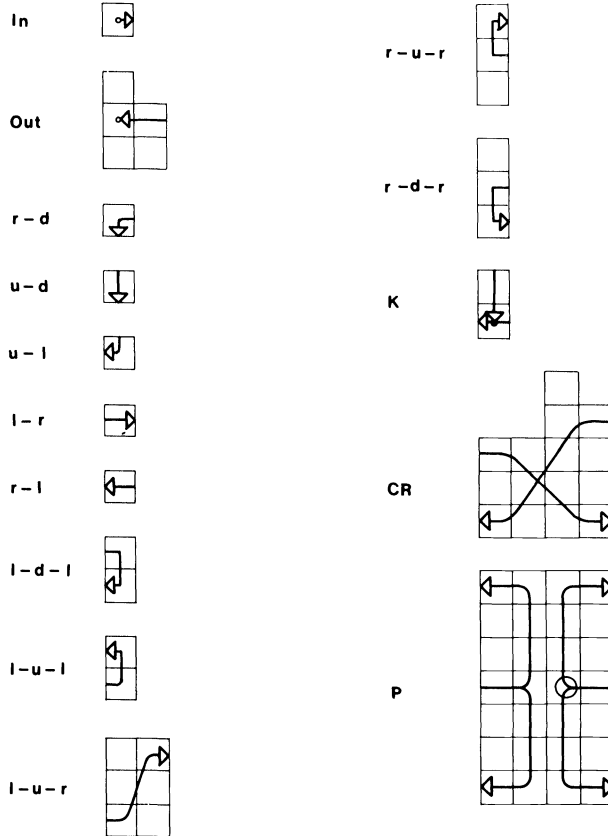 In
Out
r-d
u-d
u-l
l-r
r-l
l-d-l
l-u-l
l-u-r
r-u-r
r-d-r
K
CR
P